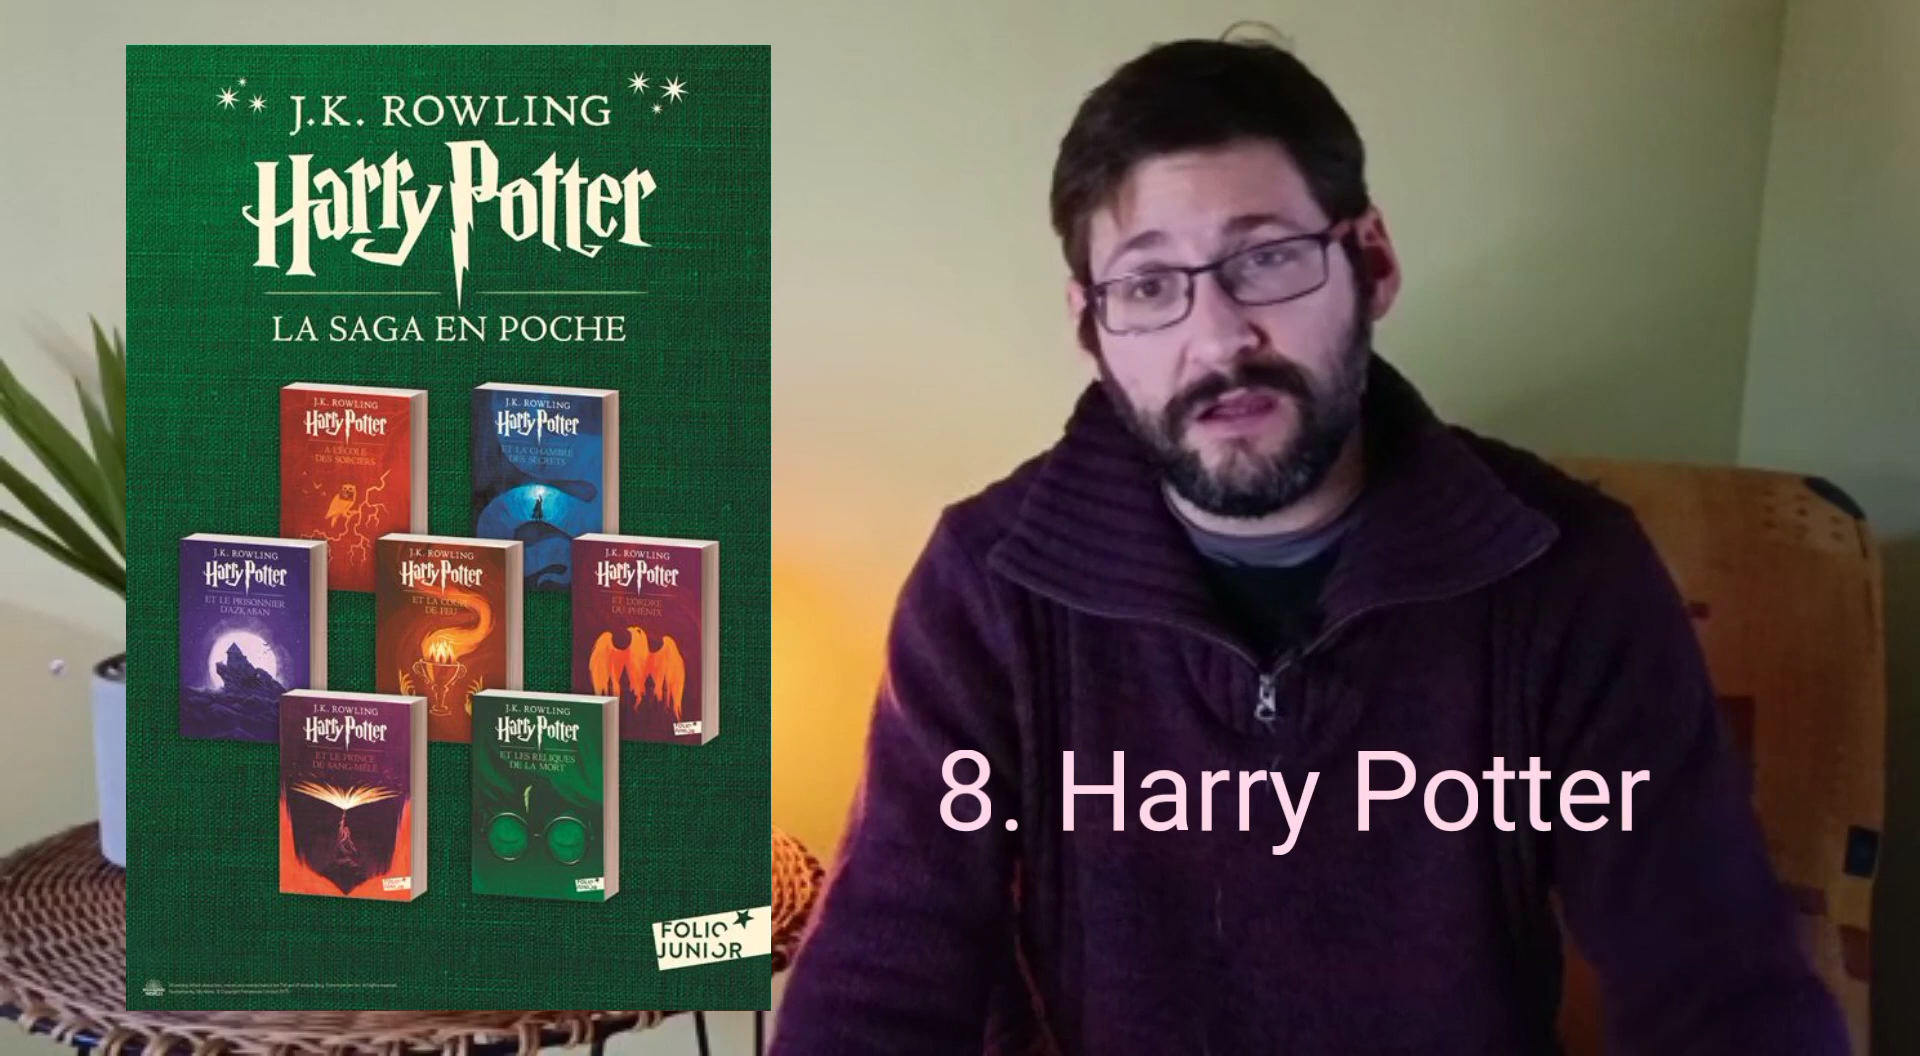 J.K. ROWLING
Harry Potter
LA SAGA EN POCHE
J.K. ROWLING
Harry Potter
À L'ÉCOLE
DES SORCIERS
J.K. ROWLING
Harry Potter
ET LA CHAMBRE
DES SECRETS
J.K. ROWLING
Harry Potter
ET LE PRISONNIER
D'AZKABAN
J.K. ROWLING
Harry Potter
ET LA COUPE
DE FEU
J.K. ROWLING
Harry Potter
ET L'ORDRE
DU PHÉNIX
J.K. ROWLING
Harry Potter
ET LE PRINCE
DE SANG-MÊLÉ
J.K. ROWLING
Harry Potter
ET LES RELIQUES
DE LA MORT
FOLIO
JUNIOR
8. Harry Potter